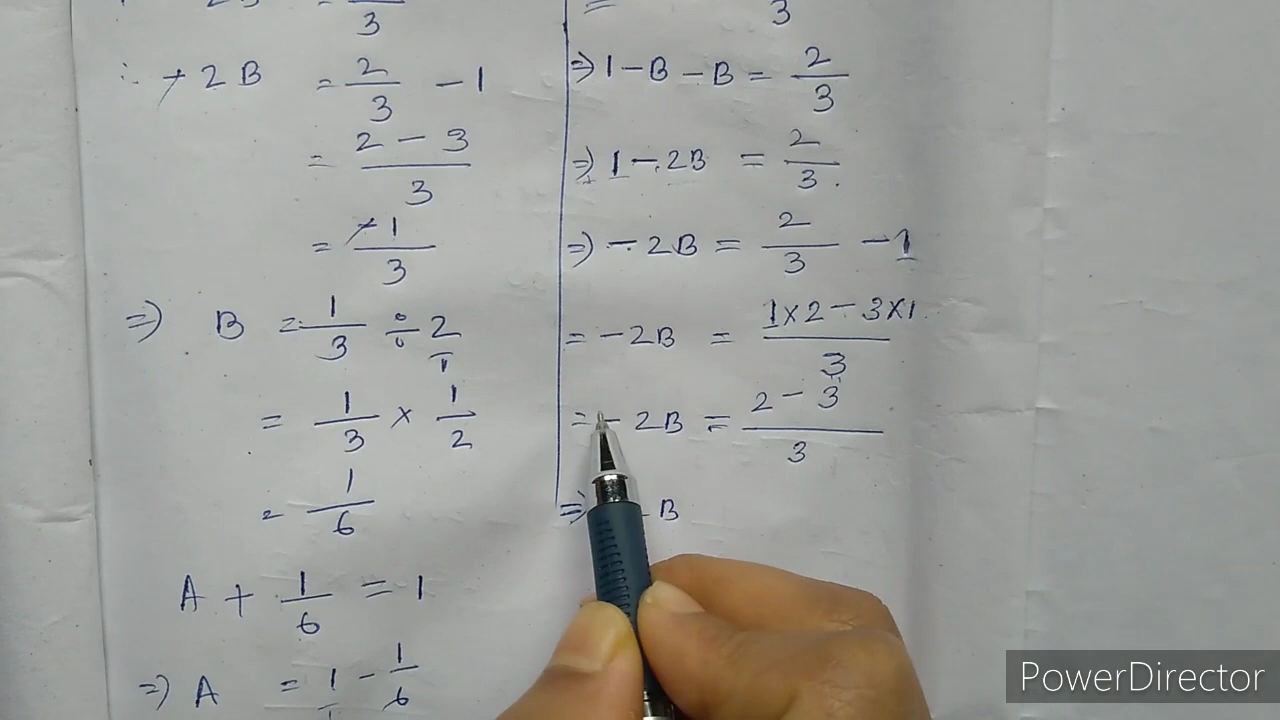 3
∴ -2B = 2/3 - 1
= 2 - 3 / 3
= -1/3
=> B = 1/3 ÷ 2/1
= 1/3 × 1/2
= 1/6
A + 1/6 = 1
=> A = 1/1 - 1/6
= 3
=> 1 - B - B = 2/3
=> 1 - 2B = 2/3.
=> - 2B = 2/3 - 1
= - 2B = 1×2 - 3×1 / 3
= - 2B = 2 - 3 / 3
=> - B
PowerDirector